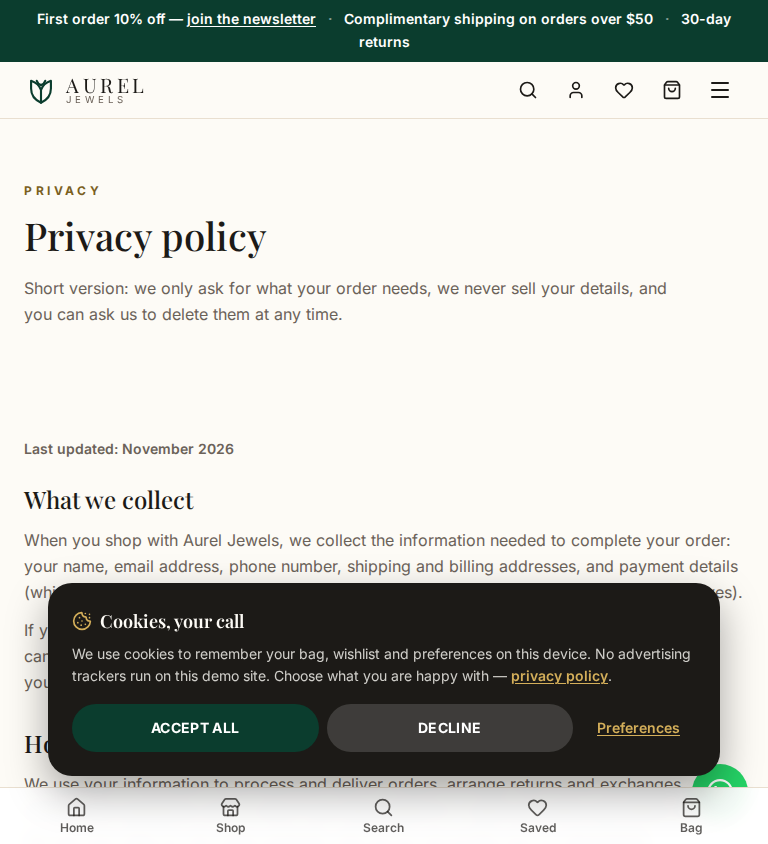 First order 10% off — join the newsletter · Complimentary shipping on orders over $50 · 30-day
returns
AUREL
JEWELS
PRIVACY
Privacy policy
Short version: we only ask for what your order needs, we never sell your details, and
you can ask us to delete them at any time.
Last updated: November 2026
What we collect
When you shop with Aurel Jewels, we collect the information needed to complete your order:
your name, email address, phone number, shipping and billing addresses, and payment details
If
Cookies, your call
We use cookies to remember your bag, wishlist and preferences on this device. No advertising
trackers run on this demo site. Choose what you are happy with — privacy policy.
ACCEPT ALL
DECLINE
Preferences
We use your information to process and deliver orders, arrange returns and exchanges,
Home
Shop
Search
Saved
Bag